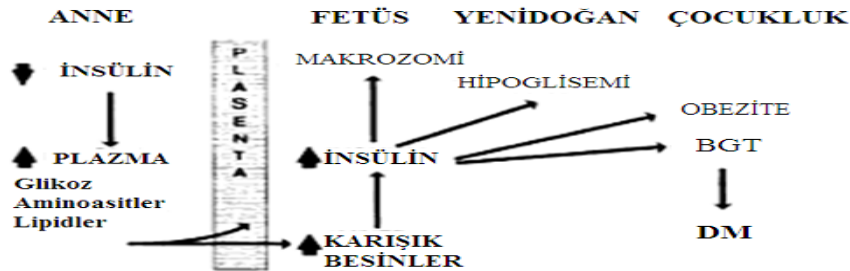 ANNE
FETÜS
YENİDOĞAN
ÇOCUKLUK
PLASENTA
İNSÜLİN
PLAZMA
Glikoz
Aminoasitler
Lipidler
MAKROZOMİ
HİPOGLİSEMİ
İNSÜLİN
KARIŞIK
BESİNLER
OBEZİTE
BGT
DM